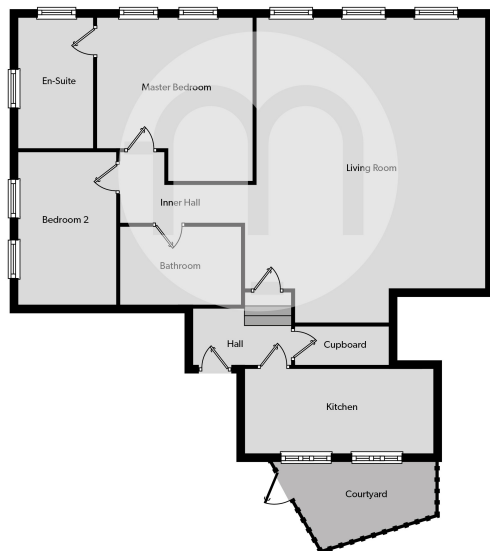 En-Suite
Master Bedroom
Living Room
Bedroom 2
Inner Hall
Bathroom
Hall
Cupboard
Kitchen
Courtyard